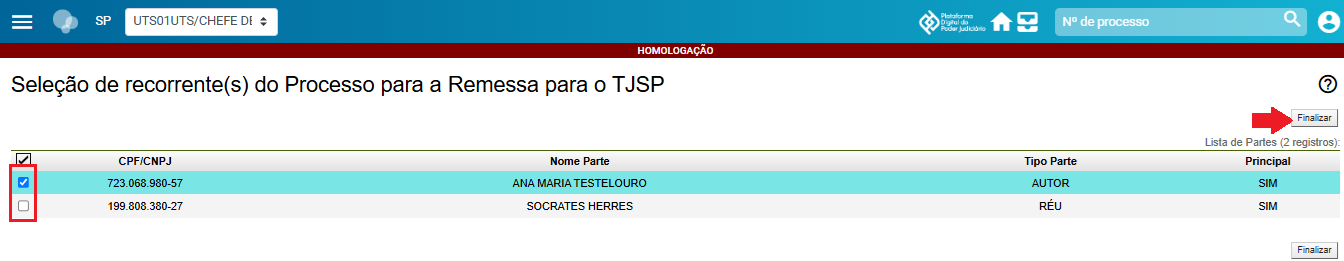 SP UTS01UTS/CHEFE DE Plataforma Digital do Poder Judiciário Nº de processo
HOMOLOGAÇÃO
Seleção de recorrente(s) do Processo para a Remessa para o TJSP
Finalizar
Lista de Partes (2 registros):
CPF/CNPJ Nome Parte Tipo Parte Principal
723.068.980-57 ANA MARIA TESTELOURO AUTOR SIM
199.808.380-27 SOCRATES HERRES RÉU SIM
Finalizar